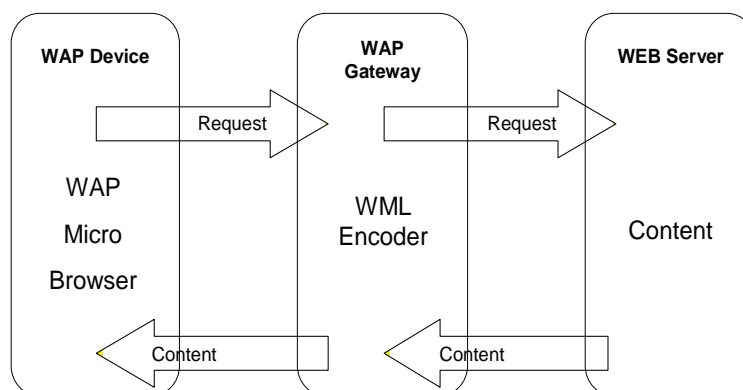 WAP Device
WAP
Gateway
WEB Server
Request
Request
WAP
Micro
Browser
WML
Encoder
Content
Content
Content